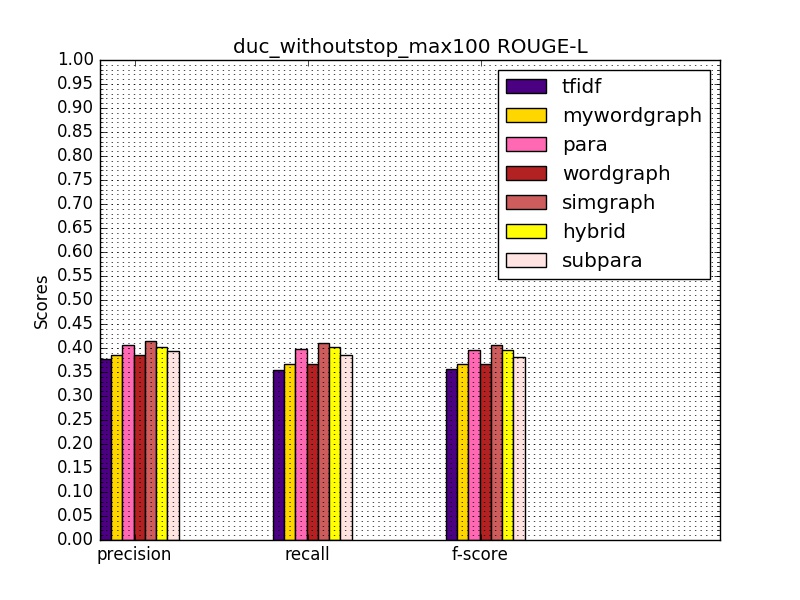 duc_withoutstop_max100 ROUGE-L
1.00
0.95
0.90
0.85
0.80
0.75
0.70
0.65
0.60
0.55
0.50
0.45
0.40
0.35
0.30
0.25
0.20
0.15
0.10
0.05
0.00
Scores
tfidf
mywordgraph
para
wordgraph
simgraph
hybrid
subpara
precision recall f-score